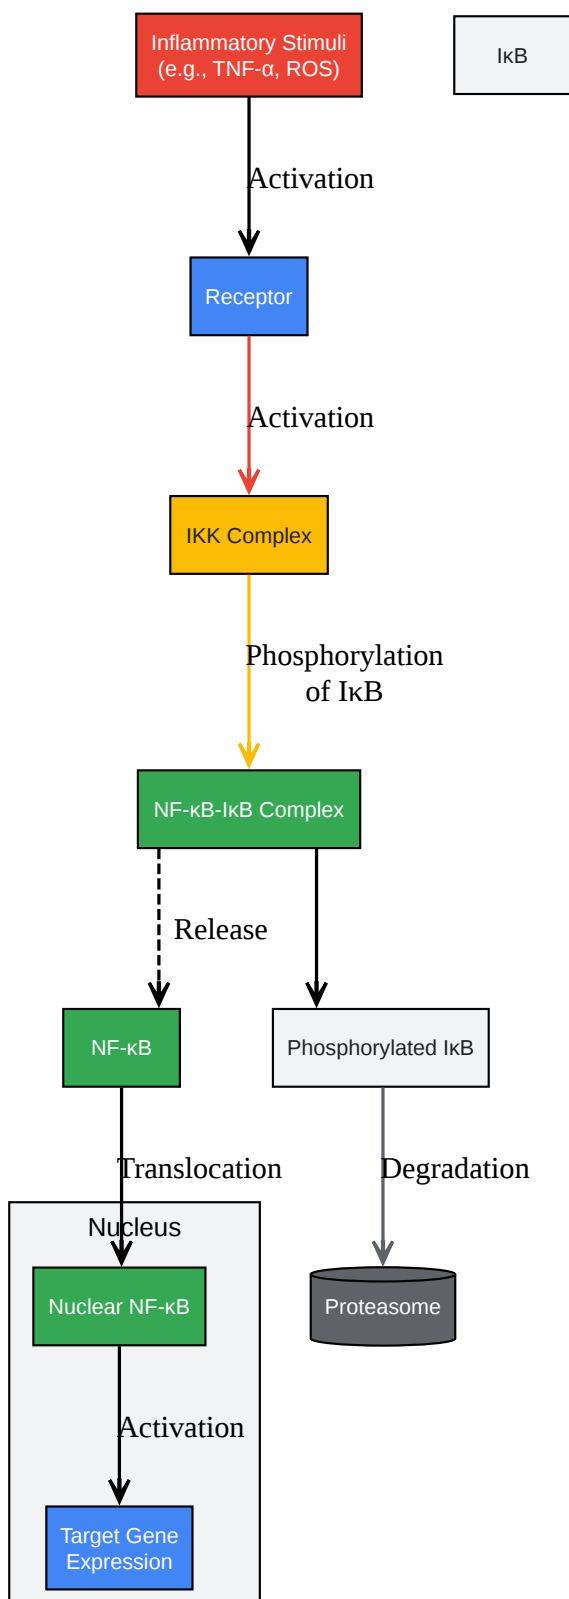 Inflammatory Stimuli
(e.g., TNF-α, ROS)
IκB
Activation
Receptor
Activation
IKK Complex
Phosphorylation
of IκB
NF-κB-IκB Complex
Release
NF-κB
Phosphorylated IκB
Translocation
Degradation
Nucleus
Nuclear NF-κB
Proteasome
Activation
Target Gene
Expression